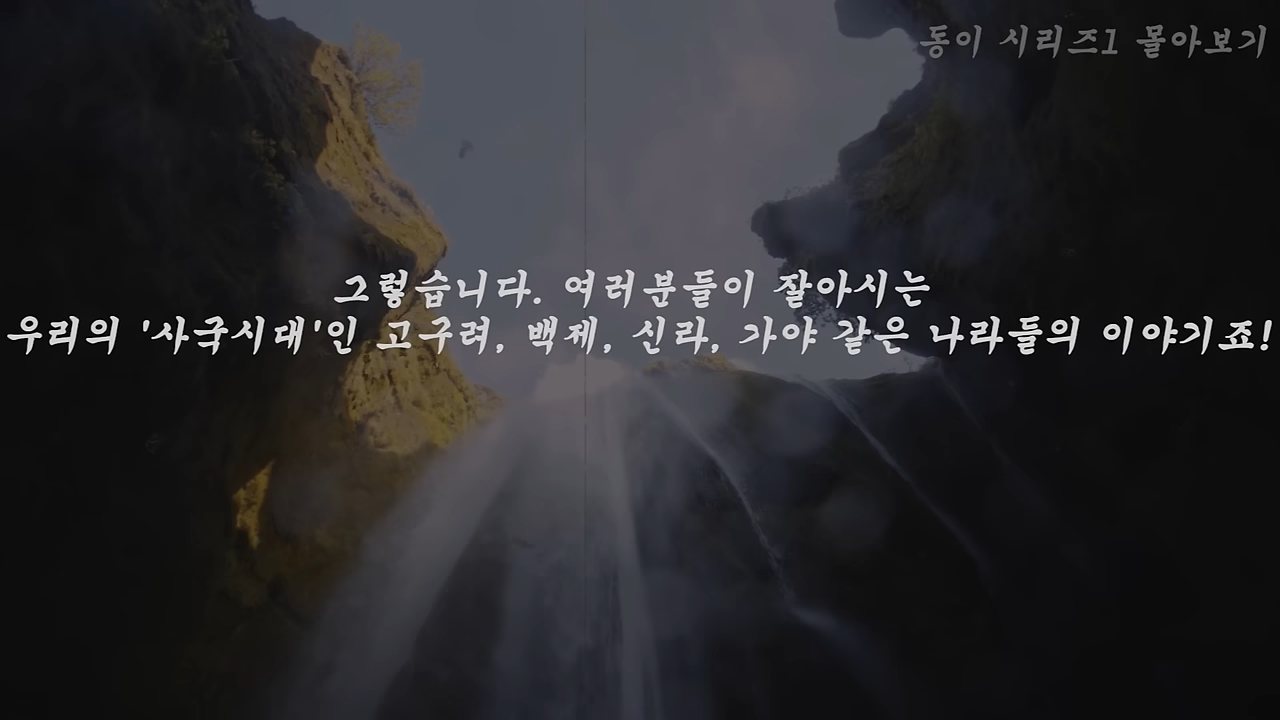 동이 시리즈1 몰아보기
그렇습니다. 여러분들이 잘아시는
우리의 '사국시대'인 고구려, 백제, 신라, 가야 같은 나라들의 이야기죠!